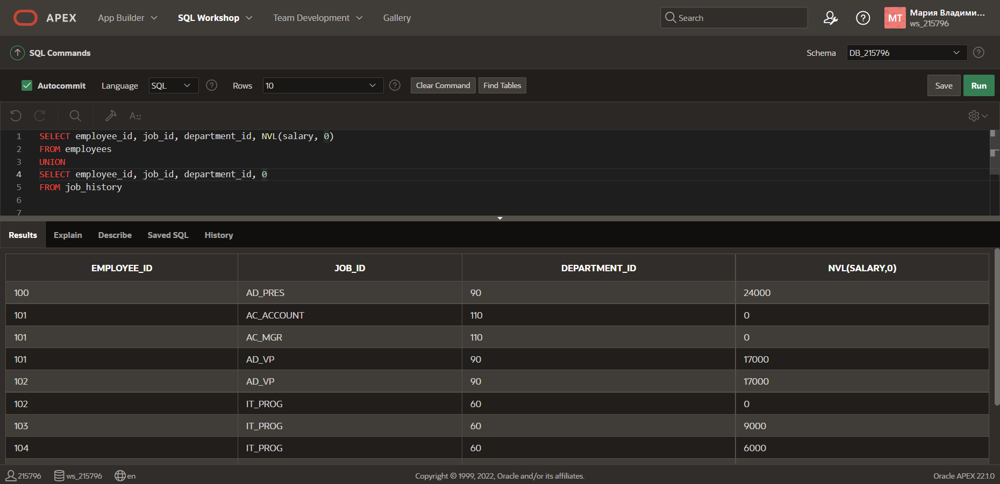 APEX App Builder SQL Workshop Team Development Gallery Search MT Мария Владими...
ws_215796
SQL Commands Schema DB_215796
Autocommit Language SQL Rows 10 Clear Command Find Tables Save Run
A::
1 SELECT employee_id, job_id, department_id, NVL(salary, 0)
2 FROM employees
3 UNION
4 SELECT employee_id, job_id, department_id, 0
5 FROM job_history
6
7
Results Explain Describe Saved SQL History
EMPLOYEE_ID JOB_ID DEPARTMENT_ID NVL(SALARY,0)
100 AD_PRES 90 24000
101 AC_ACCOUNT 110 0
101 AC_MGR 110 0
101 AD_VP 90 17000
102 AD_VP 90 17000
102 IT_PROG 60 0
103 IT_PROG 60 9000
104 IT_PROG 60 6000
215796 ws_215796 en Copyright © 1999, 2022, Oracle and/or its affiliates. Oracle APEX 22.1.0